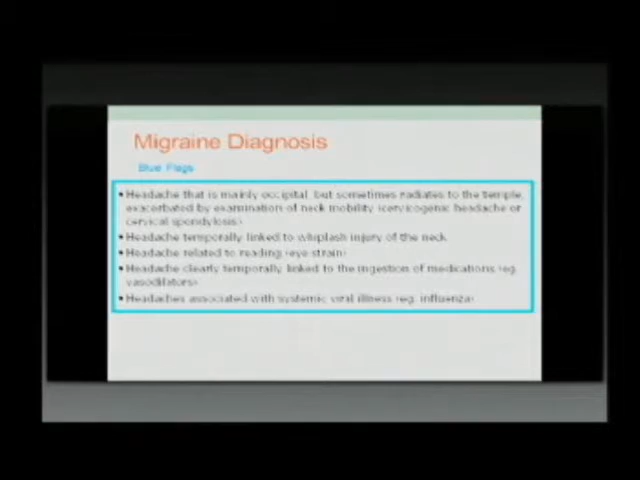 Migraine Diagnosis
Blue Flags
• Headache that is mainly occipital, but sometimes radiates to the temple,
exacerbated by examination of neck mobility (cervicogenic headache or
cervical spondylosis)
• Headache temporally linked to whiplash injury of the neck
• Headache related to reading (eye strain)
• Headache clearly temporally linked to the ingestion of medications (eg.
vasodilators)
• Headaches associated with systemic viral illness (eg. influenza)